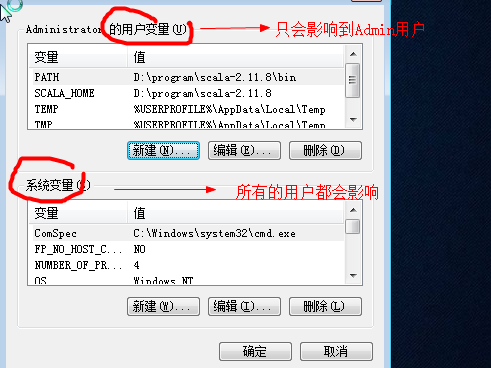 Administrator 的用户变量(U)
只会影响到Admin用户
变量 值
PATH D:\program\scala-2.11.8\bin
SCALA_HOME D:\program\scala-2.11.8
TEMP %USERPROFILE%\AppData\Local\Temp
TMP %USERPROFILE%\AppData\Local\Temp
新建(N)... 编辑(E)... 删除(D)
系统变量(S)
所有的用户都会影响
变量 值
ComSpec C:\Windows\system32\cmd.exe
FP_NO_HOST_C... NO
NUMBER_OF_PR... 4
OS Windows_NT
新建(W)... 编辑(I)... 删除(L)
确定 取消